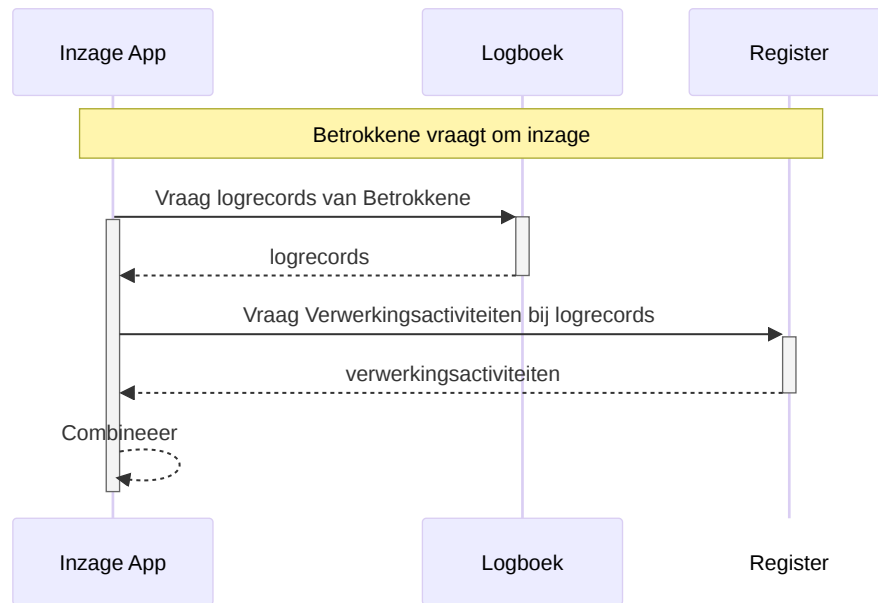 Inzage App
Logboek
Register
Betrokkene vraagt om inzage
Vraag logrecords van Betrokkene
logrecords
Vraag Verwerkingsactiviteiten bij logrecords
verwerkingsactiviteiten
Combineeer
Inzage App
Logboek
Register